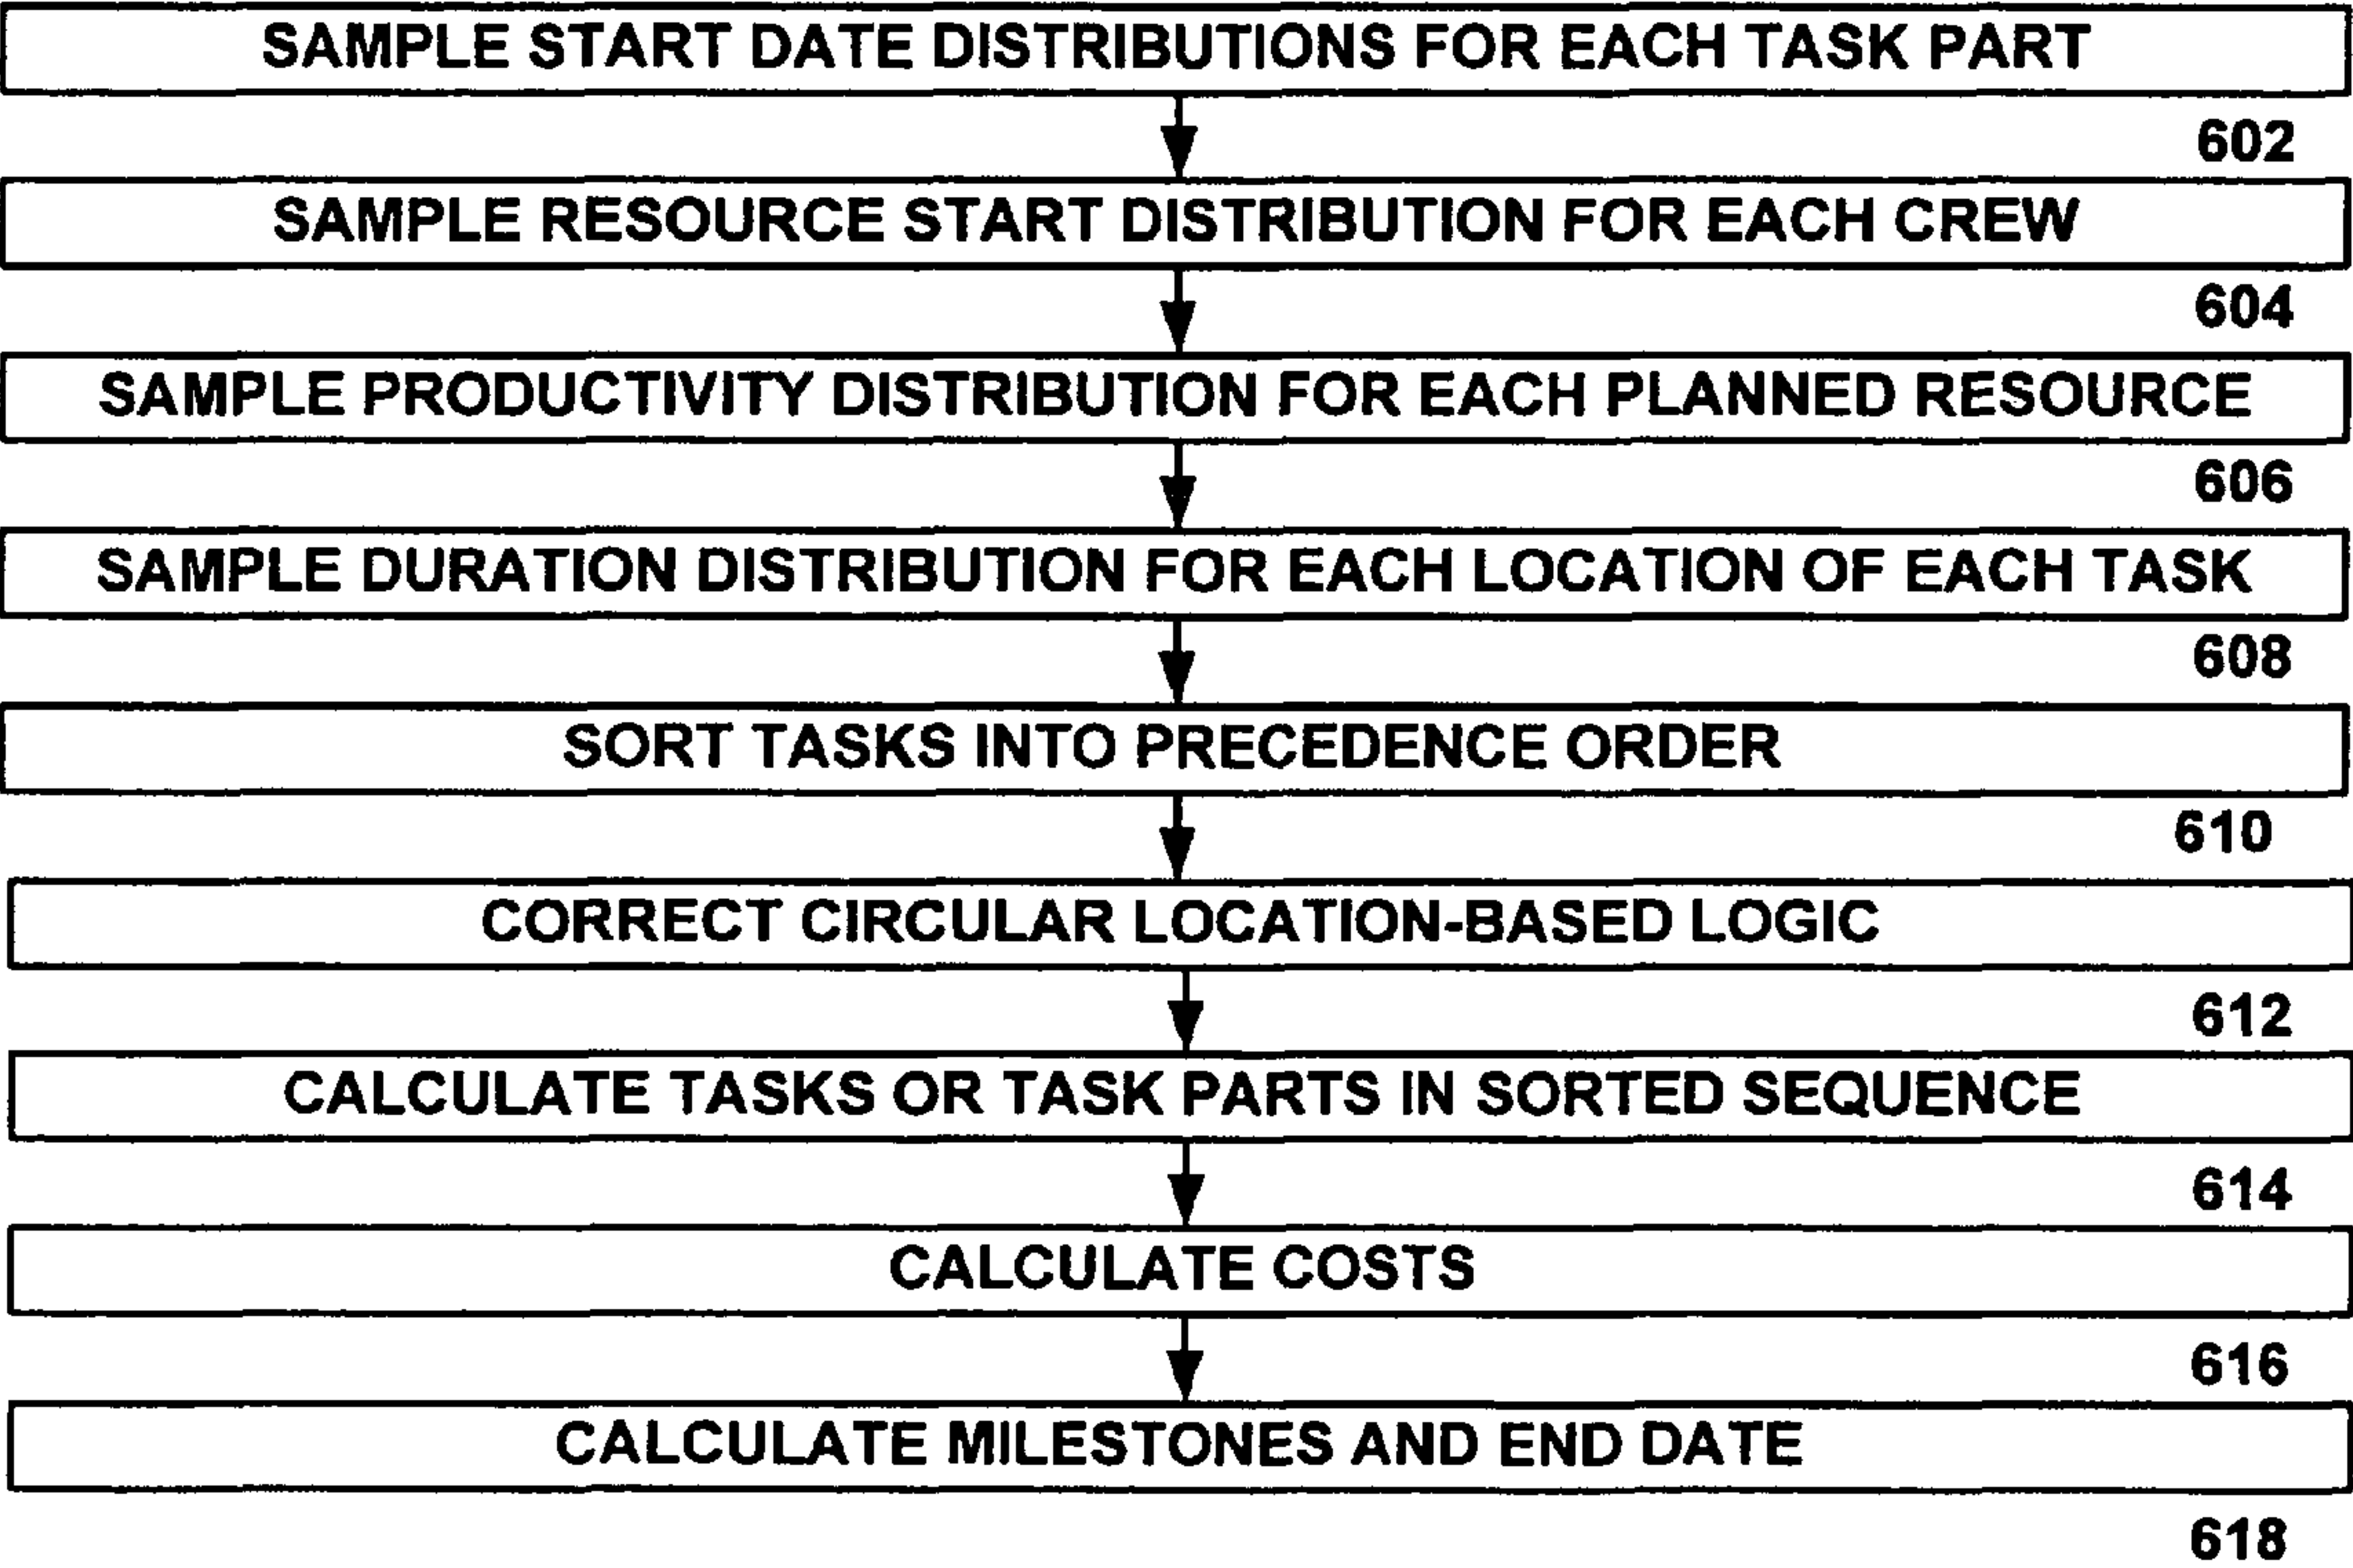 SAMPLE START DATE DISTRIBUTIONS FOR EACH TASK PART
602
SAMPLE RESOURCE START DISTRIBUTION FOR EACH CREW
604
SAMPLE PRODUCTIVITY DISTRIBUTION FOR EACH PLANNED RESOURCE
606
SAMPLE DURATION DISTRIBUTION FOR EACH LOCATION OF EACH TASK
608
SORT TASKS INTO PRECEDENCE ORDER
610
CORRECT CIRCULAR LOCATION-BASED LOGIC
612
CALCULATE TASKS OR TASK PARTS IN SORTED SEQUENCE
614
CALCULATE COSTS
616
CALCULATE MILESTONES AND END DATE
618